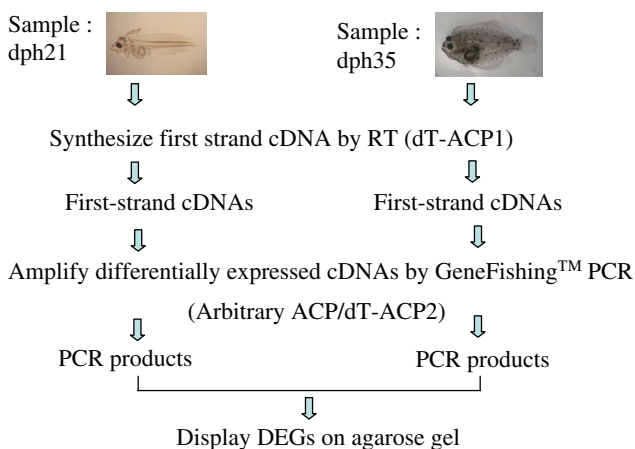 Sample :
dph21
Sample :
dph35
Synthesize first strand cDNA by RT (dT-ACP1)
First-strand cDNAs
First-strand cDNAs
Amplify differentially expressed cDNAs by GeneFishing™ PCR
(Arbitrary ACP/dT-ACP2)
PCR products
PCR products
Display DEGs on agarose gel